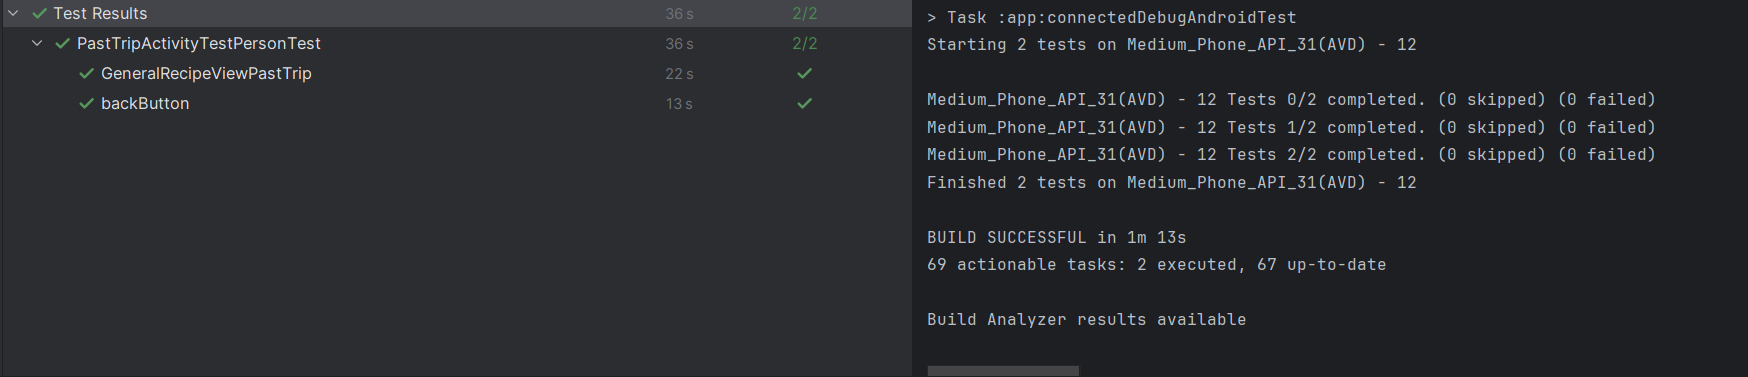 Test Results 36 s 2/2
PastTripActivityTestPersonTest 36 s 2/2
GeneralRecipeViewPastTrip 22 s
backButton 13 s
> Task :app:connectedDebugAndroidTest
Starting 2 tests on Medium_Phone_API_31(AVD) - 12
Medium_Phone_API_31(AVD) - 12 Tests 0/2 completed. (0 skipped) (0 failed)
Medium_Phone_API_31(AVD) - 12 Tests 1/2 completed. (0 skipped) (0 failed)
Medium_Phone_API_31(AVD) - 12 Tests 2/2 completed. (0 skipped) (0 failed)
Finished 2 tests on Medium_Phone_API_31(AVD) - 12
BUILD SUCCESSFUL in 1m 13s
69 actionable tasks: 2 executed, 67 up-to-date
Build Analyzer results available